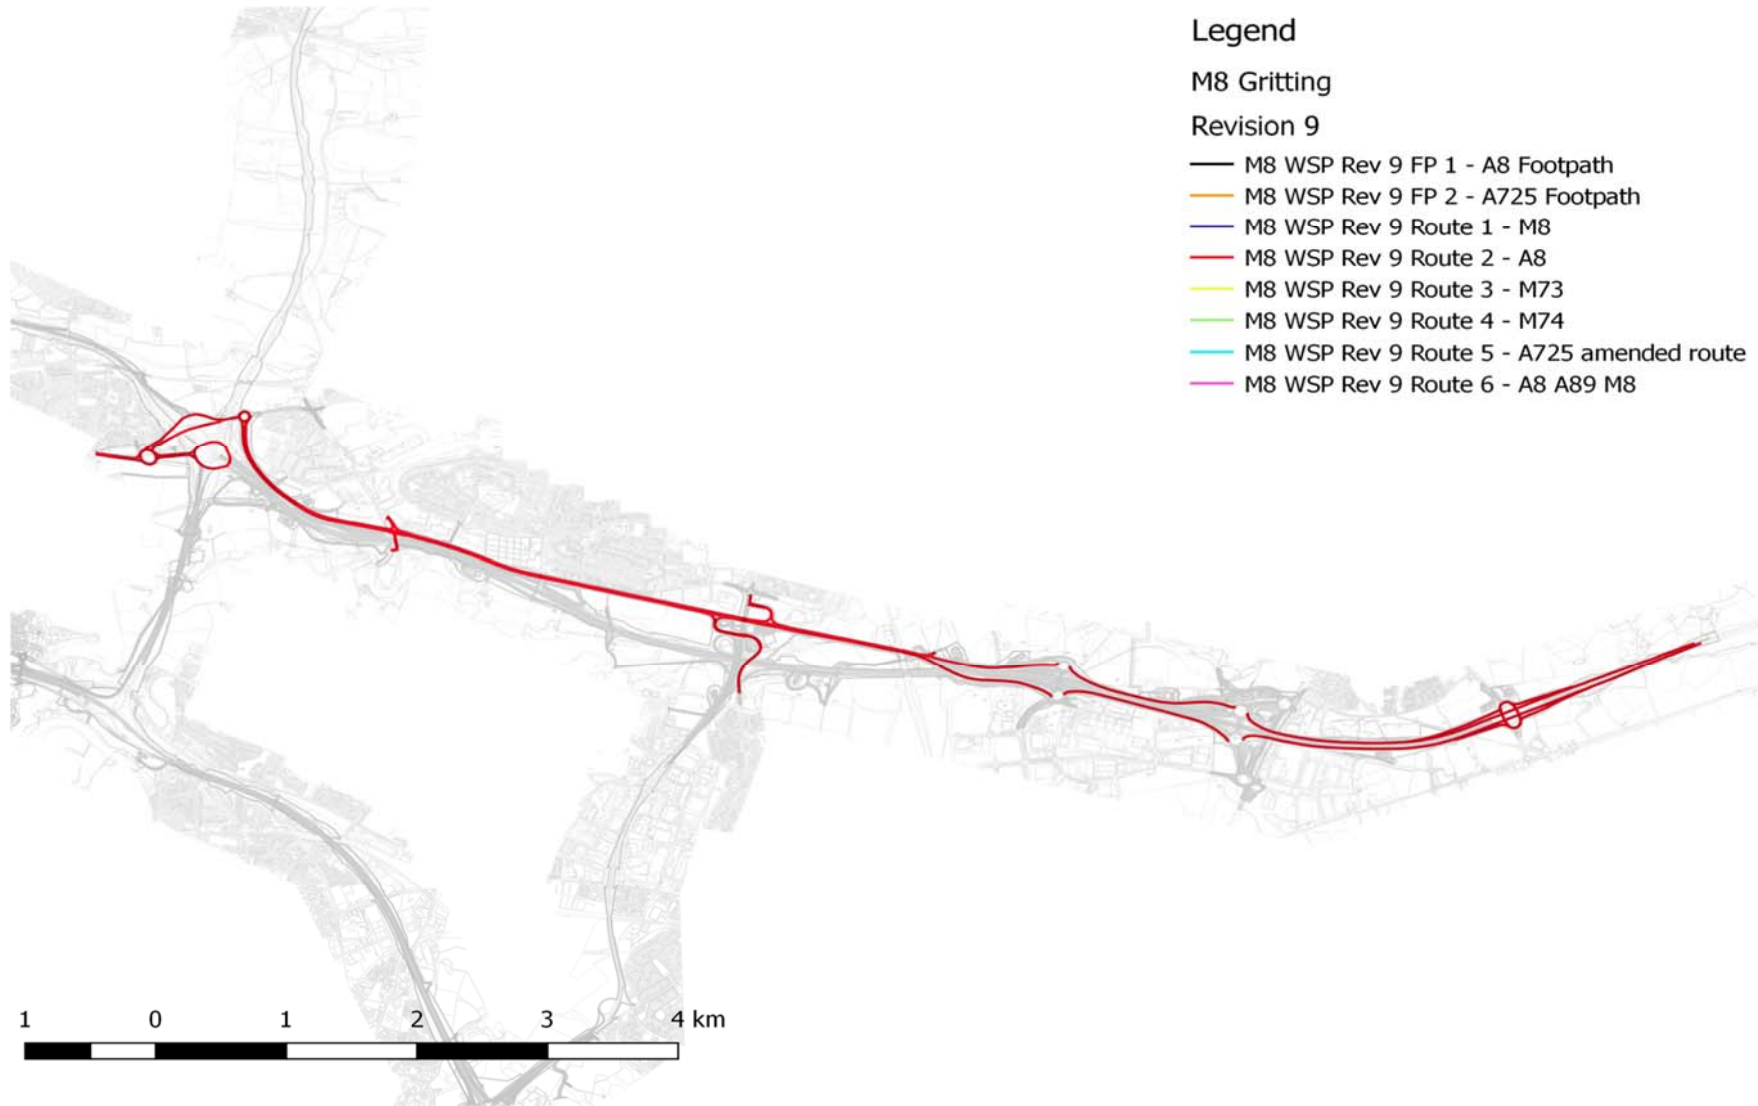 Legend
M8 Gritting
Revision 9
M8 WSP Rev 9 FP 1 - A8 Footpath
M8 WSP Rev 9 FP 2 - A725 Footpath
M8 WSP Rev 9 Route 1 - M8
M8 WSP Rev 9 Route 2 - A8
M8 WSP Rev 9 Route 3 - M73
M8 WSP Rev 9 Route 4 - M74
M8 WSP Rev 9 Route 5 - A725 amended route
M8 WSP Rev 9 Route 6 - A8 A89 M8
1 0 1 2 3 4 km